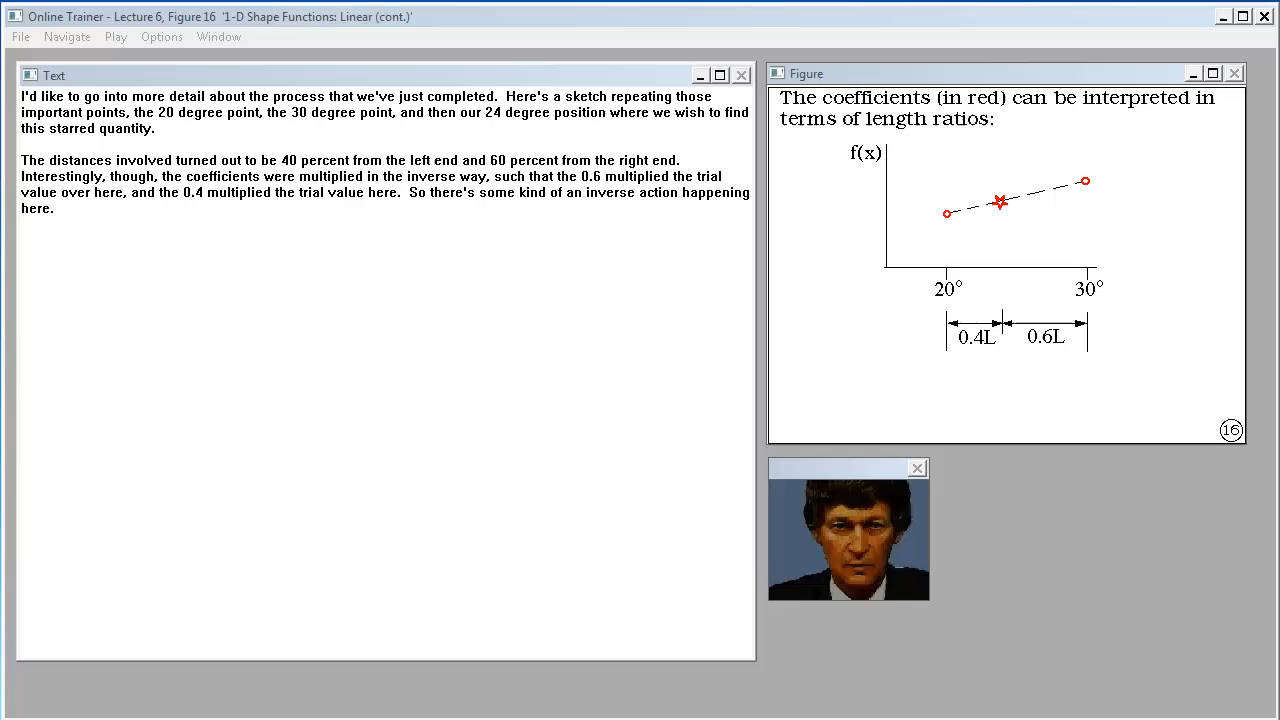 Online Trainer - Lecture 6, Figure 16 '1-D Shape Functions: Linear (cont.)'
File Navigate Play Options Window
Text
I'd like to go into more detail about the process that we've just completed. Here's a sketch repeating those
important points, the 20 degree point, the 30 degree point, and then our 24 degree position where we wish to find
this starred quantity.
The distances involved turned out to be 40 percent from the left end and 60 percent from the right end.
Interestingly, though, the coefficients were multiplied in the inverse way, such that the 0.6 multiplied the trial
value over here, and the 0.4 multiplied the trial value here. So there's some kind of an inverse action happening
here.
Figure
The coefficients (in red) can be interpreted in
terms of length ratios:
f(x)
20° 30°
0.4L 0.6L
16